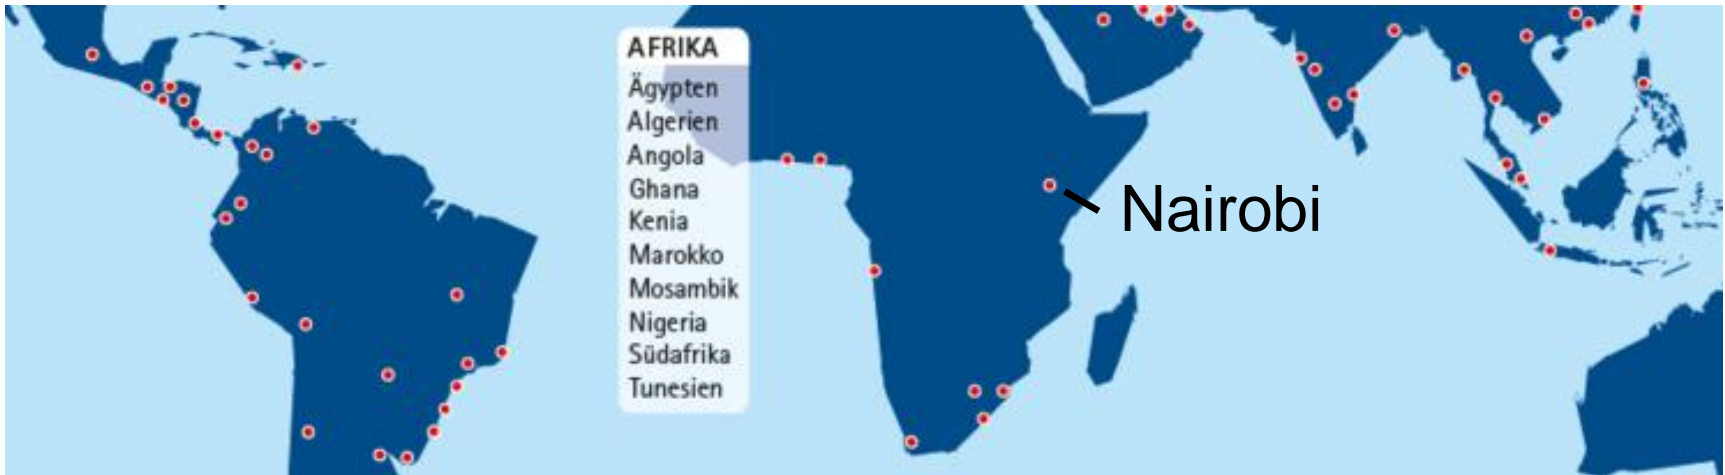 AFRIKA
Ägypten
Algerien
Angola
Ghana
Kenia
Marokko
Mosambik
Nigeria
Südafrika
Tunesien
Nairobi